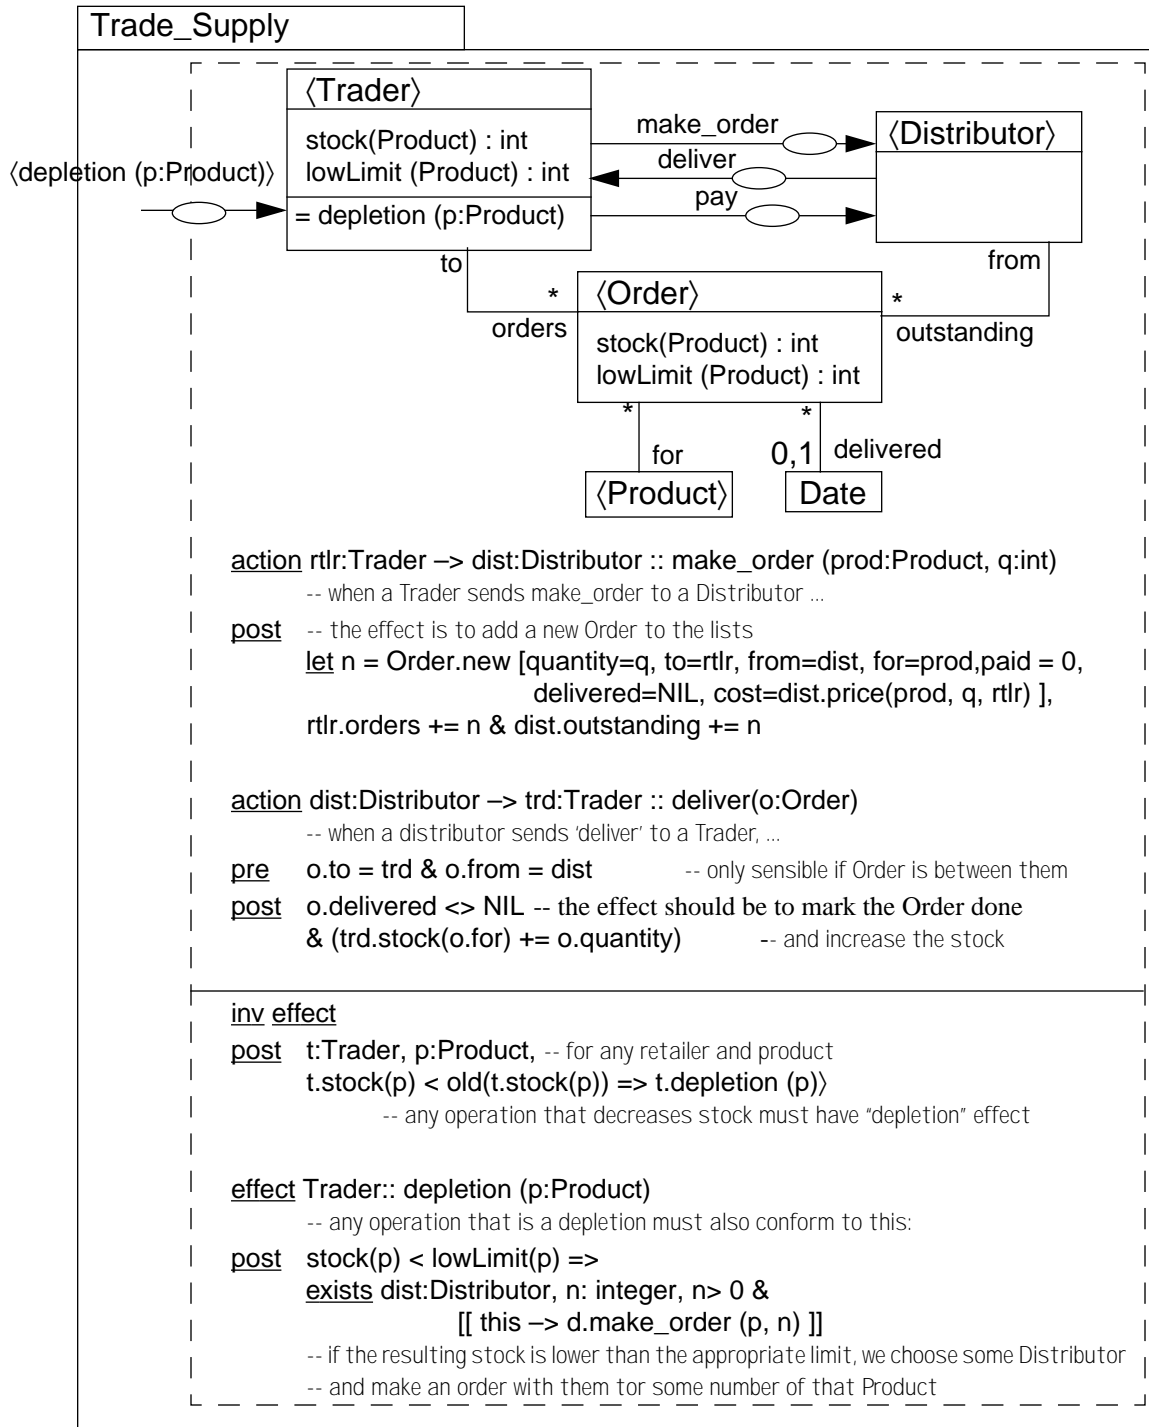 Trade_Supply
⟨Trader⟩
stock(Product) : int
lowLimit (Product) : int
= depletion (p:Product)
⟨depletion (p:Product)⟩
make_order
deliver
pay
⟨Distributor⟩
to
from
*
orders
⟨Order⟩
stock(Product) : int
lowLimit (Product) : int
*
outstanding
*
*
for
0,1
delivered
⟨Product⟩
Date
action rtlr:Trader –> dist:Distributor :: make_order (prod:Product, q:int)
-- when a Trader sends make_order to a Distributor ...
post -- the effect is to add a new Order to the lists
let n = Order.new [quantity=q, to=rtlr, from=dist, for=prod,paid = 0,
delivered=NIL, cost=dist.price(prod, q, rtlr) ],
rtlr.orders += n & dist.outstanding += n
action dist:Distributor –> trd:Trader :: deliver(o:Order)
-- when a distributor sends ‘deliver’ to a Trader, ...
pre o.to = trd & o.from = dist -- only sensible if Order is between them
post o.delivered <> NIL -- the effect should be to mark the Order done
& (trd.stock(o.for) += o.quantity) -- and increase the stock
inv effect
post t:Trader, p:Product, -- for any retailer and product
t.stock(p) < old(t.stock(p)) => t.depletion (p)⟩
-- any operation that decreases stock must have “depletion” effect
effect Trader:: depletion (p:Product)
-- any operation that is a depletion must also conform to this:
post stock(p) < lowLimit(p) =>
exists dist:Distributor, n: integer, n> 0 &
[[ this –> d.make_order (p, n) ]]
-- if the resulting stock is lower than the appropriate limit, we choose some Distributor
-- and make an order with them tor some number of that Product